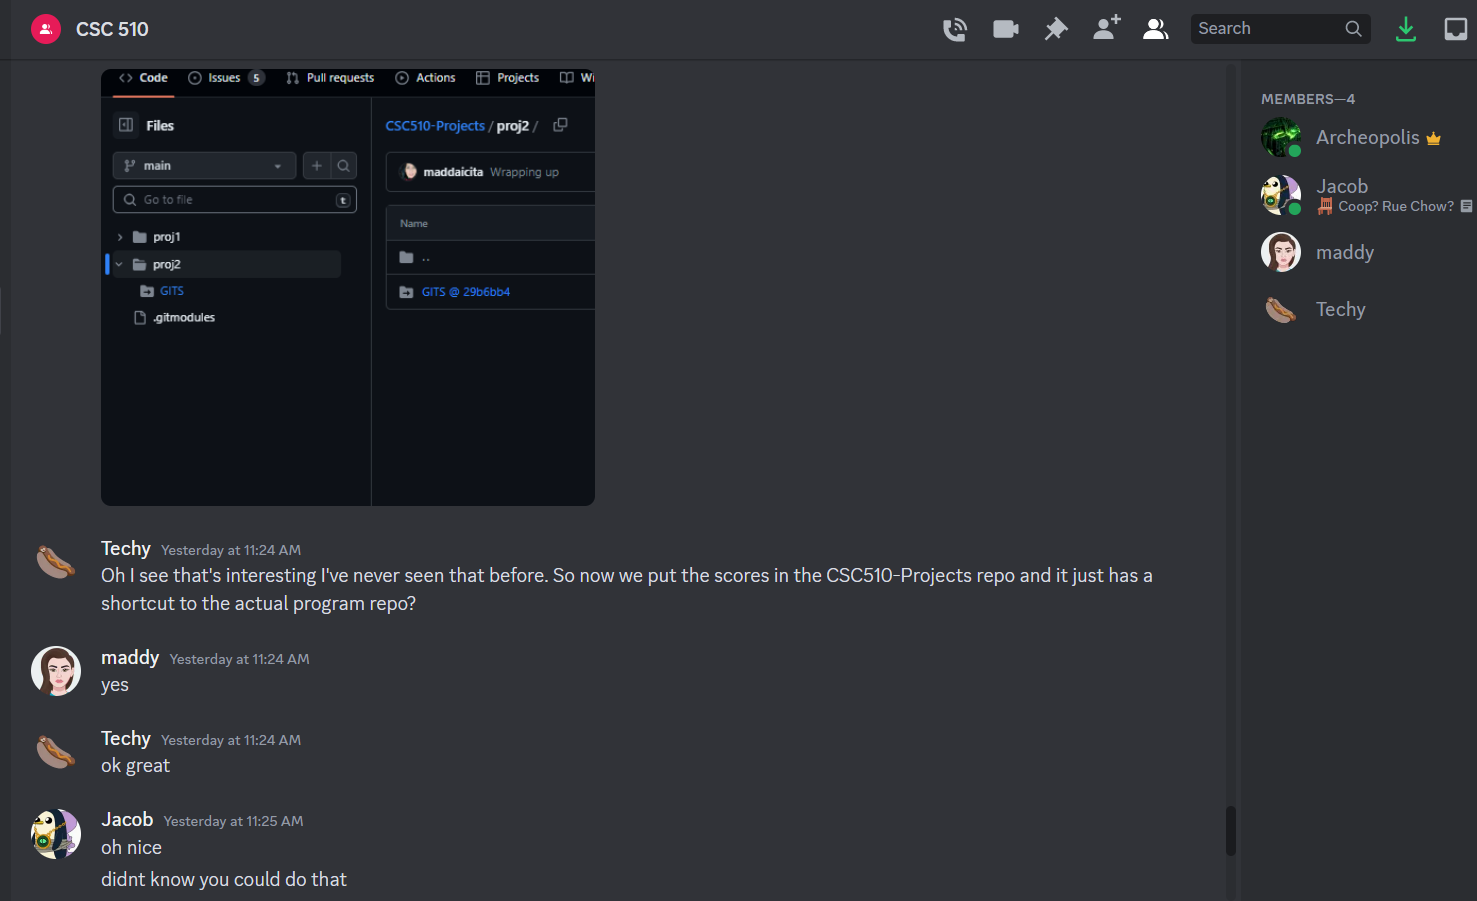 CSC 510
Search
Code Issues 5 Pull requests Actions Projects Wi
Files
CSC510-Projects / proj2 /
main
maddaicita Wrapping up
Go to file t
Name
proj1
..
proj2
GITS
GITS @ 29b6bb4
.gitmodules
MEMBERS—4
Archeopolis
Jacob
Coop? Rue Chow?
maddy
Techy
Techy Yesterday at 11:24 AM
Oh I see that's interesting I've never seen that before. So now we put the scores in the CSC510-Projects repo and it just has a
shortcut to the actual program repo?
maddy Yesterday at 11:24 AM
yes
Techy Yesterday at 11:24 AM
ok great
Jacob Yesterday at 11:25 AM
oh nice
didnt know you could do that